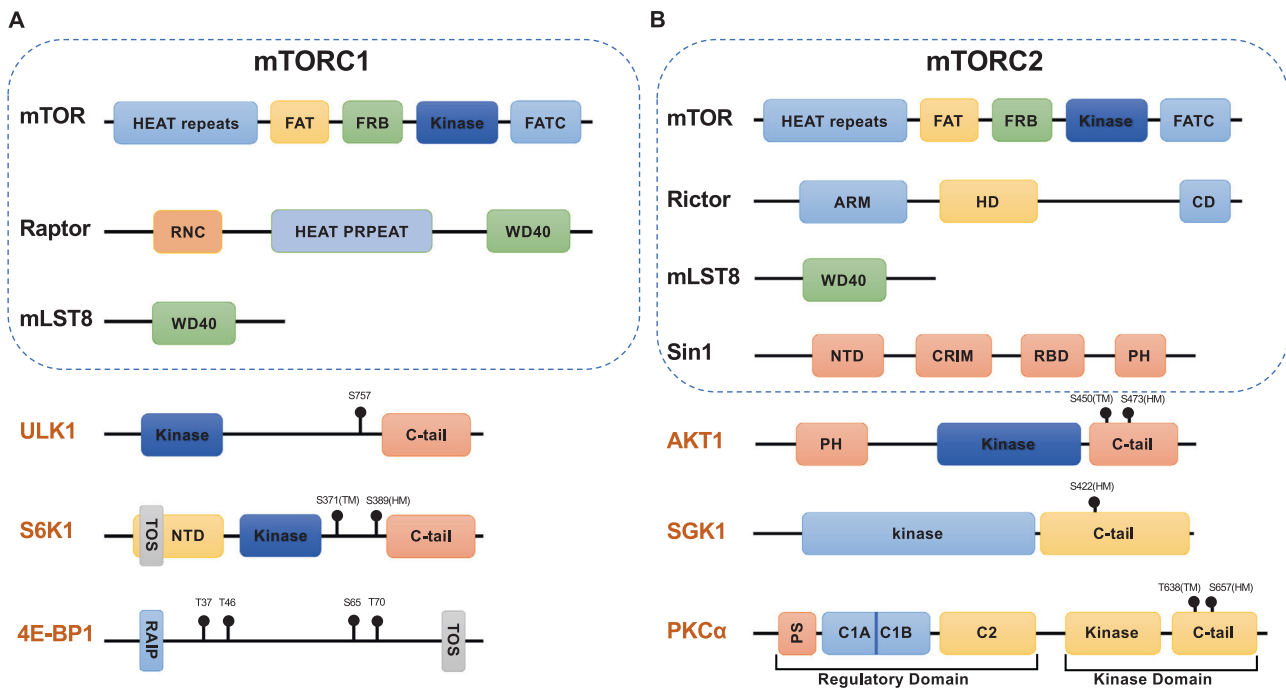 A
mTORC1
mTOR
HEAT repeats FAT FRB Kinase FATC
Raptor
RNC HEAT PRPEAT WD40
mLST8
WD40
S757
ULK1
Kinase C-tail
S371(TM) S389(HM)
S6K1
TOS NTD Kinase C-tail
T37 T46 S65 T70
4E-BP1
RAIP TOS
B
mTORC2
mTOR
HEAT repeats FAT FRB Kinase FATC
Rictor
ARM HD CD
mLST8
WD40
Sin1
NTD CRIM RBD PH
S450(TM) S473(HM)
AKT1
PH Kinase C-tail
S422(HM)
SGK1
kinase C-tail
T638(TM) S657(HM)
PKCα
PS C1A C1B C2 Kinase C-tail
Regulatory Domain Kinase Domain